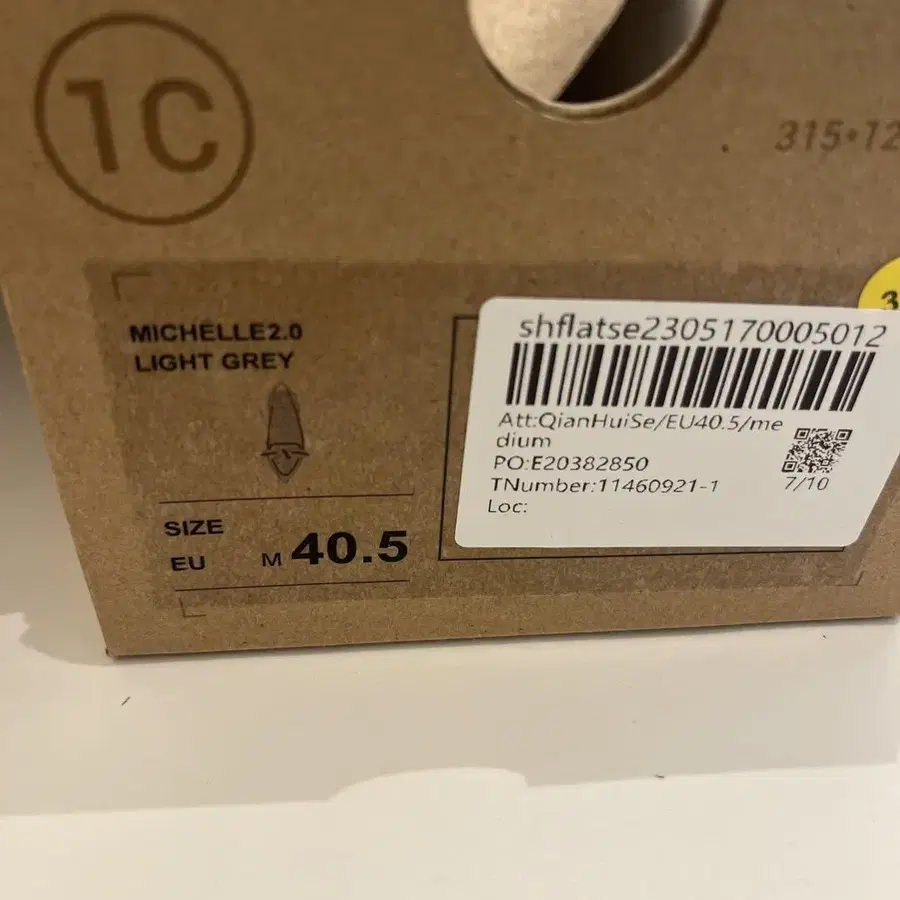 1C
315*12
MICHELLE2.0
LIGHT GREY
SIZE
EU M 40.5
3
shflatse2305170005012
Att:QianHuiSe/EU40.5/me
dium
PO:E20382850
TNumber:11460921-1
7/10
Loc: